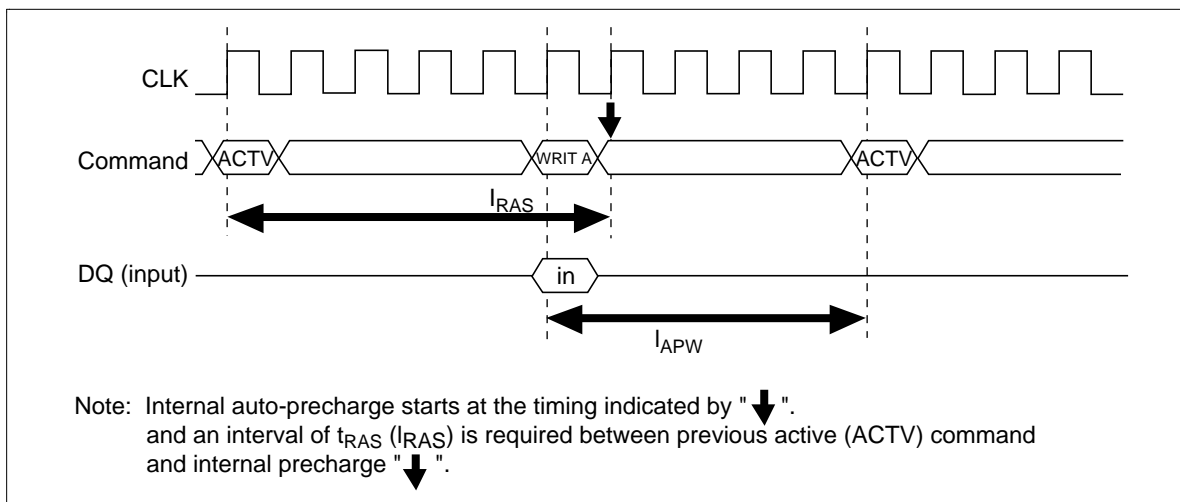 CLK
Command ACTV WRIT A ACTV
lRAS
DQ (input) in
lAPW
Note: Internal auto-precharge starts at the timing indicated by " ".
and an interval of tRAS (lRAS) is required between previous active (ACTV) command
and internal precharge " ".